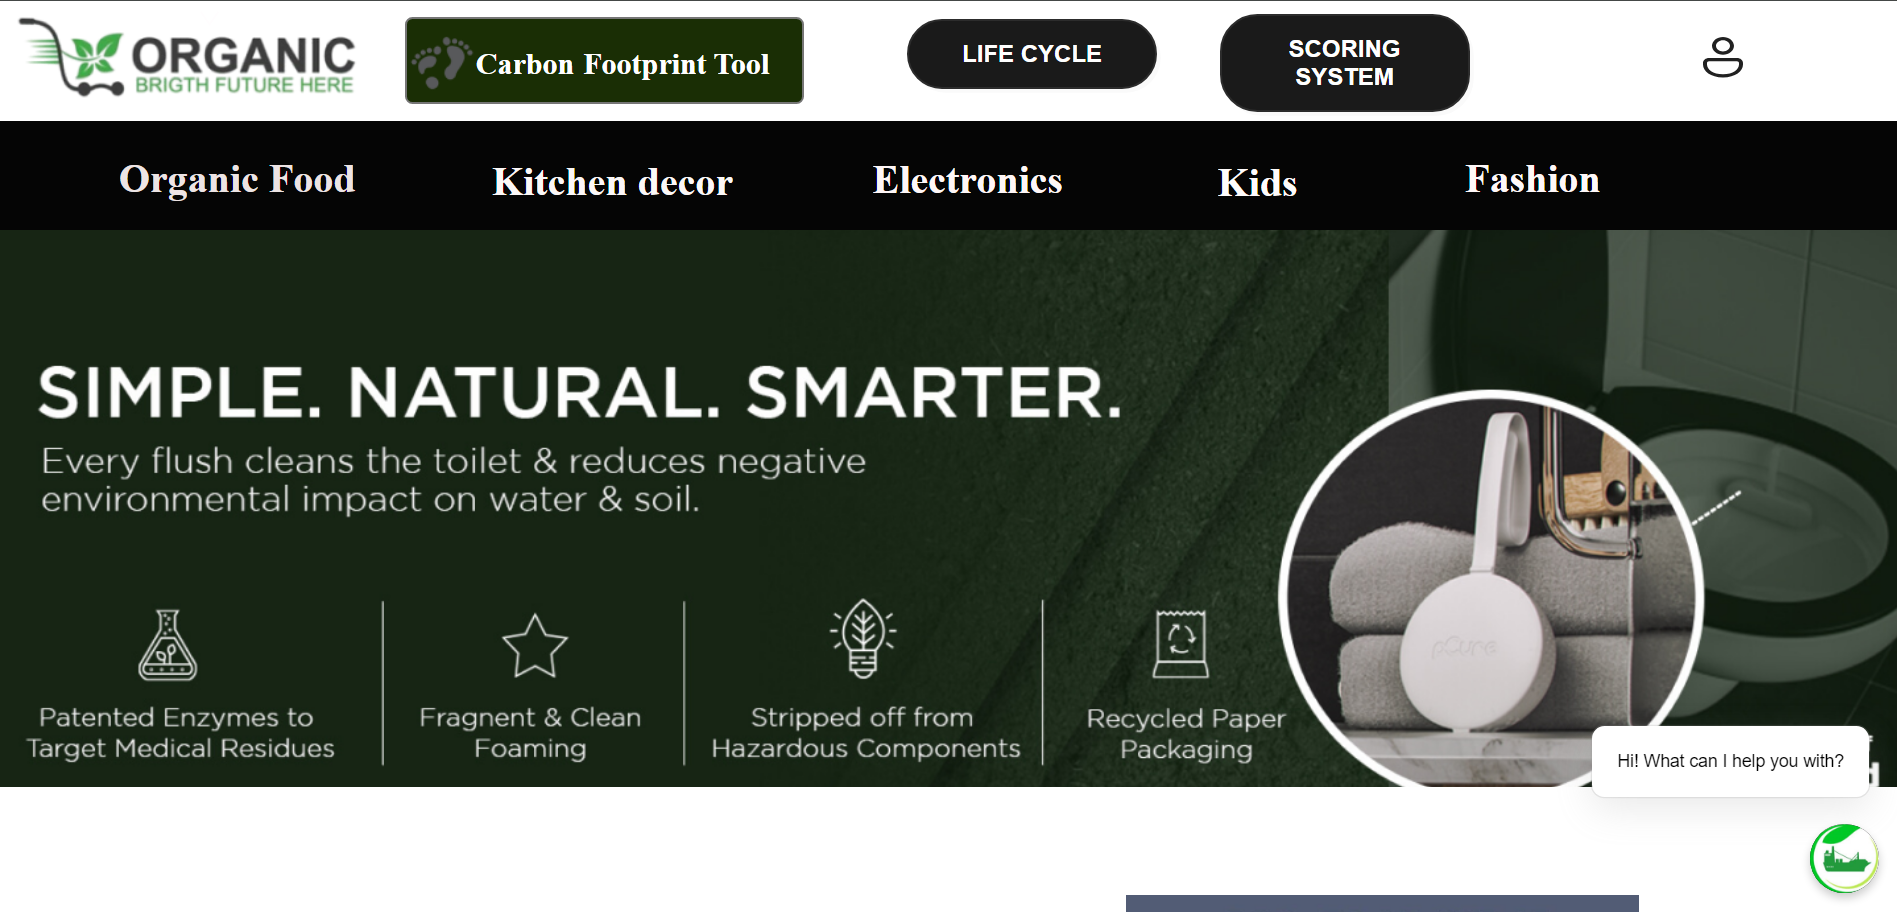 ORGANIC
BRIGTH FUTURE HERE
Carbon Footprint Tool
LIFE CYCLE
SCORING
SYSTEM
Organic Food
Kitchen decor
Electronics
Kids
Fashion
SIMPLE. NATURAL. SMARTER.
Every flush cleans the toilet & reduces negative
environmental impact on water & soil.
Patented Enzymes to
Target Medical Residues
Fragnent & Clean
Foaming
Stripped off from
Hazardous Components
Recycled Paper
Packaging
pCure
Hi! What can I help you with?